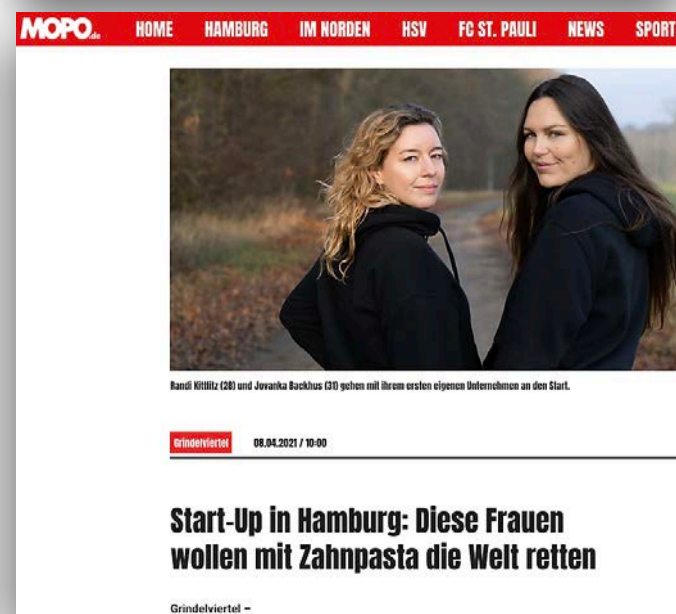 MOPO.de HOME HAMBURG IM NORDEN HSV FC ST. PAULI NEWS SPORT
Randi Kittlitz (28) und Jovanka Backhus (31) gehen mit ihrem ersten eigenen Unternehmen an den Start.
Grindelviertel 08.04.2021 / 10:00
Start-Up in Hamburg: Diese Frauen
wollen mit Zahnpasta die Welt retten
Grindelviertel –